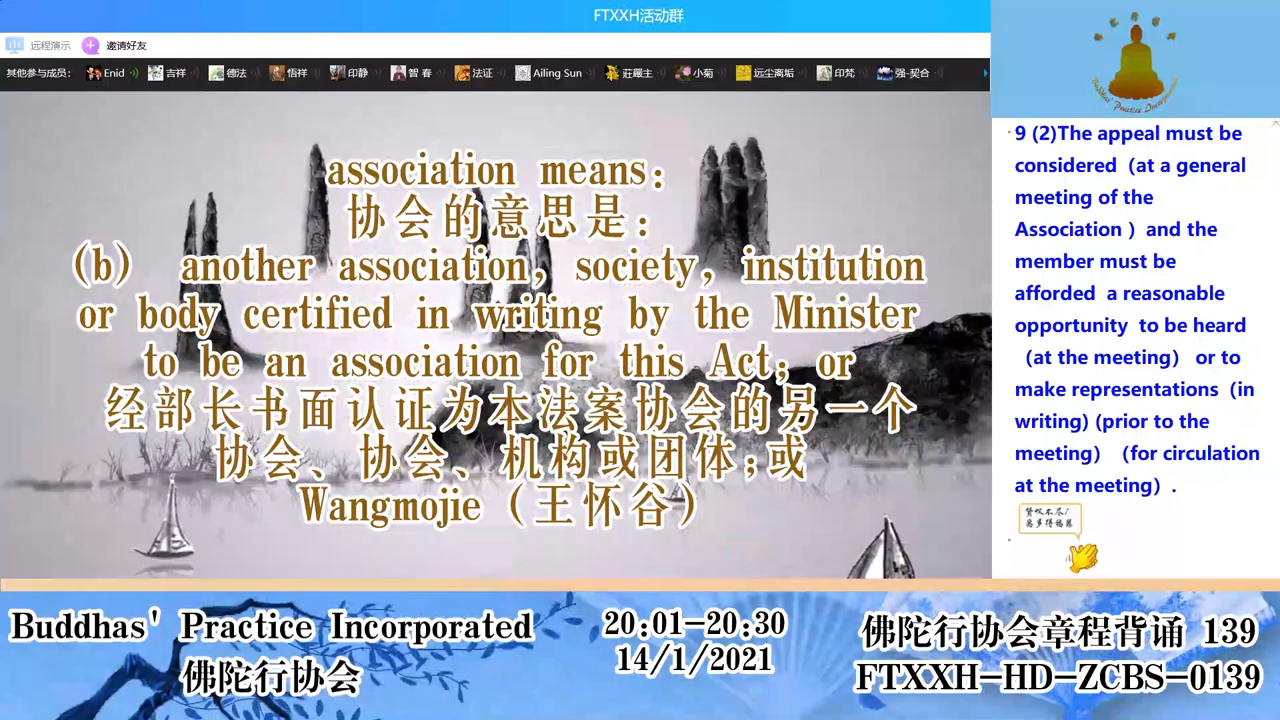 FTXXH活动群
远程演示 邀请好友
其他参与成员： Enid 吉祥 德法 悟祥 印静 智 春 法证 Ailing Sun 莊嚴主 小菊 远尘离垢 印梵 强-契合
association means:
协会的意思是:
(b) another association, society, institution
or body certified in writing by the Minister
to be an association for this Act; or
经部长书面认证为本法案协会的另一个
协会、协会、机构或团体;或
Wangmojie (王怀谷)
Buddhas' Practice Incorporated
9 (2)The appeal must be
considered（at a general
meeting of the
Association ）and the
member must be
afforded a reasonable
opportunity to be heard
（at the meeting） or to
make representations（in
writing) (prior to the
meeting）（for circulation
at the meeting）.
Buddhas' Practice Incorporated
佛陀行协会
20:01-20:30
14/1/2021
佛陀行协会章程背诵 139
FTXXH-HD-ZCBS-0139